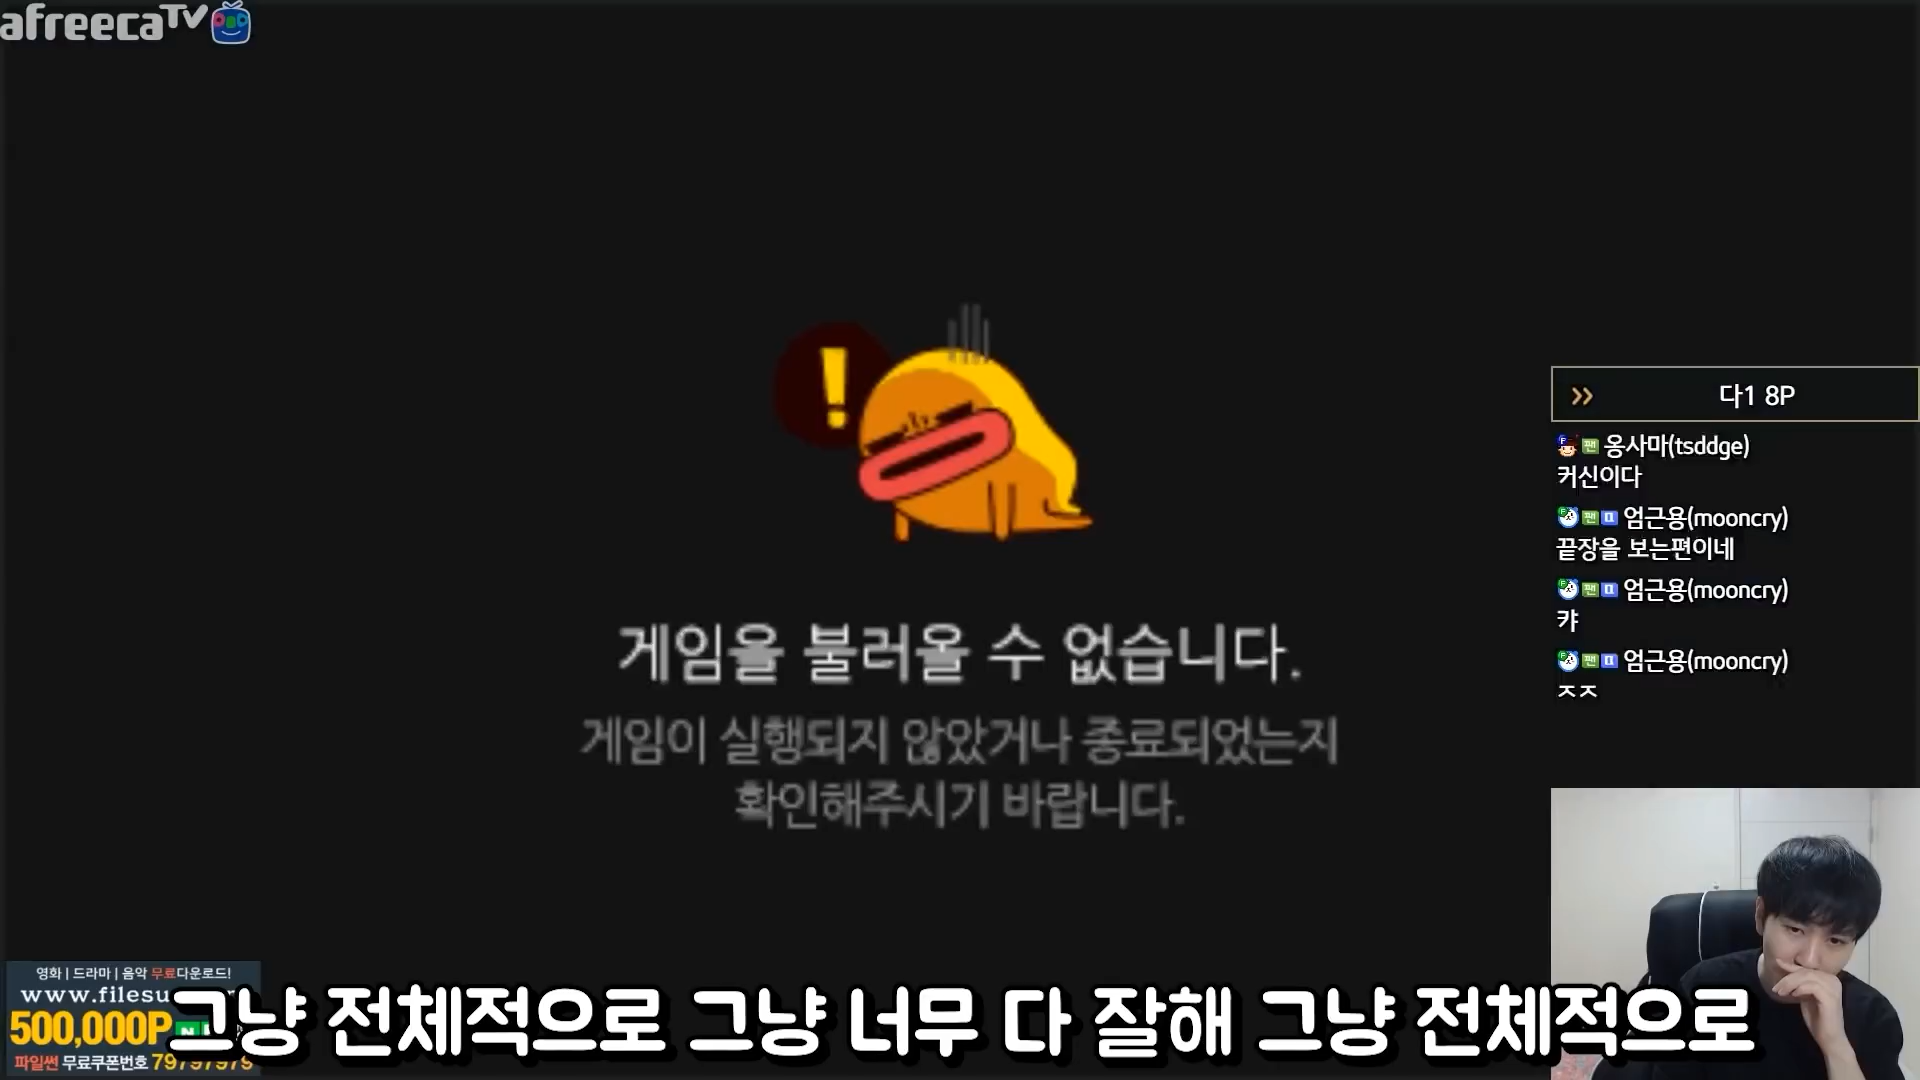 afreecaTV
!
게임을 불러올 수 없습니다.
게임이 실행되지 않았거나 종료되었는지
확인해주시기 바랍니다.
다1 8P
팬 옹사마(tsddge)
커신이다
팬 엄근용(mooncry)
끝장을 보는편이네
팬 엄근용(mooncry)
캬
팬 엄근용(mooncry)
ㅈㅈ
영화 | 드라마 | 음악 무료다운로드!
500,000P
파일썬 무료쿠폰번호 79797979
그냥 전체적으로 그냥 너무 다 잘해 그냥 전체적으로